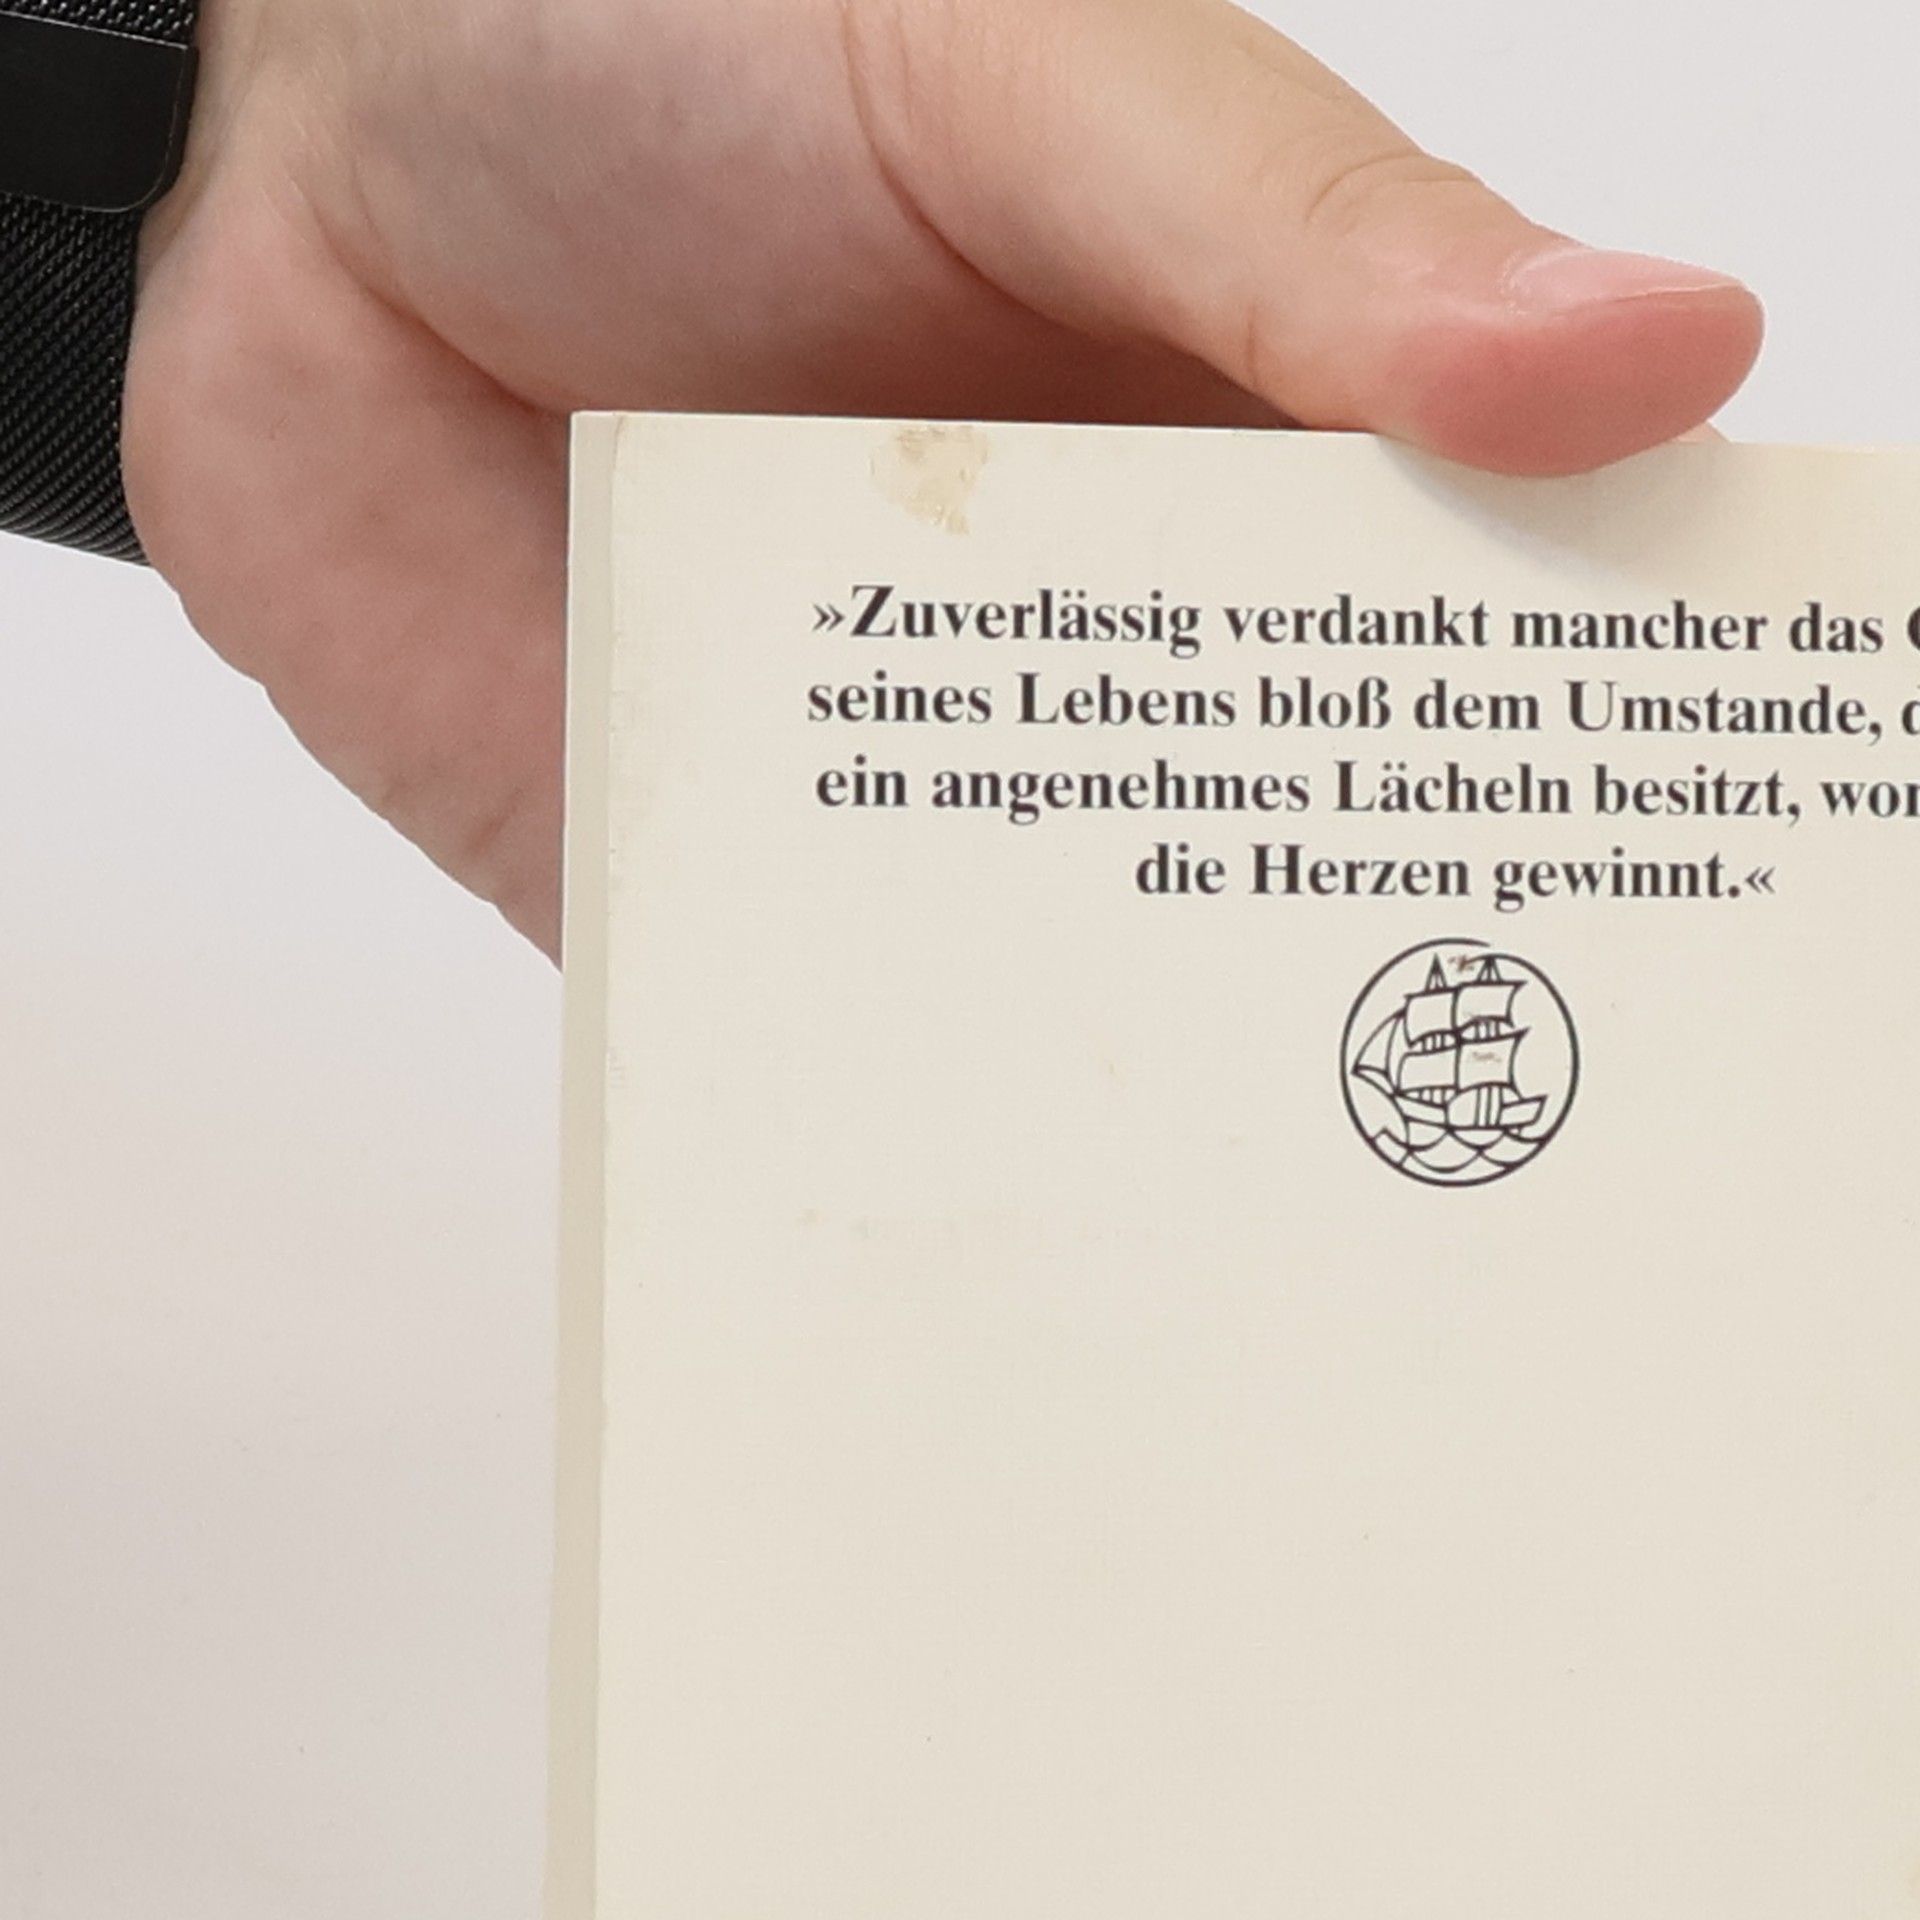 »Zuverlässig verdankt mancher das
seines Lebens bloß dem Umstande,
ein angenehmes Lächeln besitzt,
die Herzen gewinnt.«